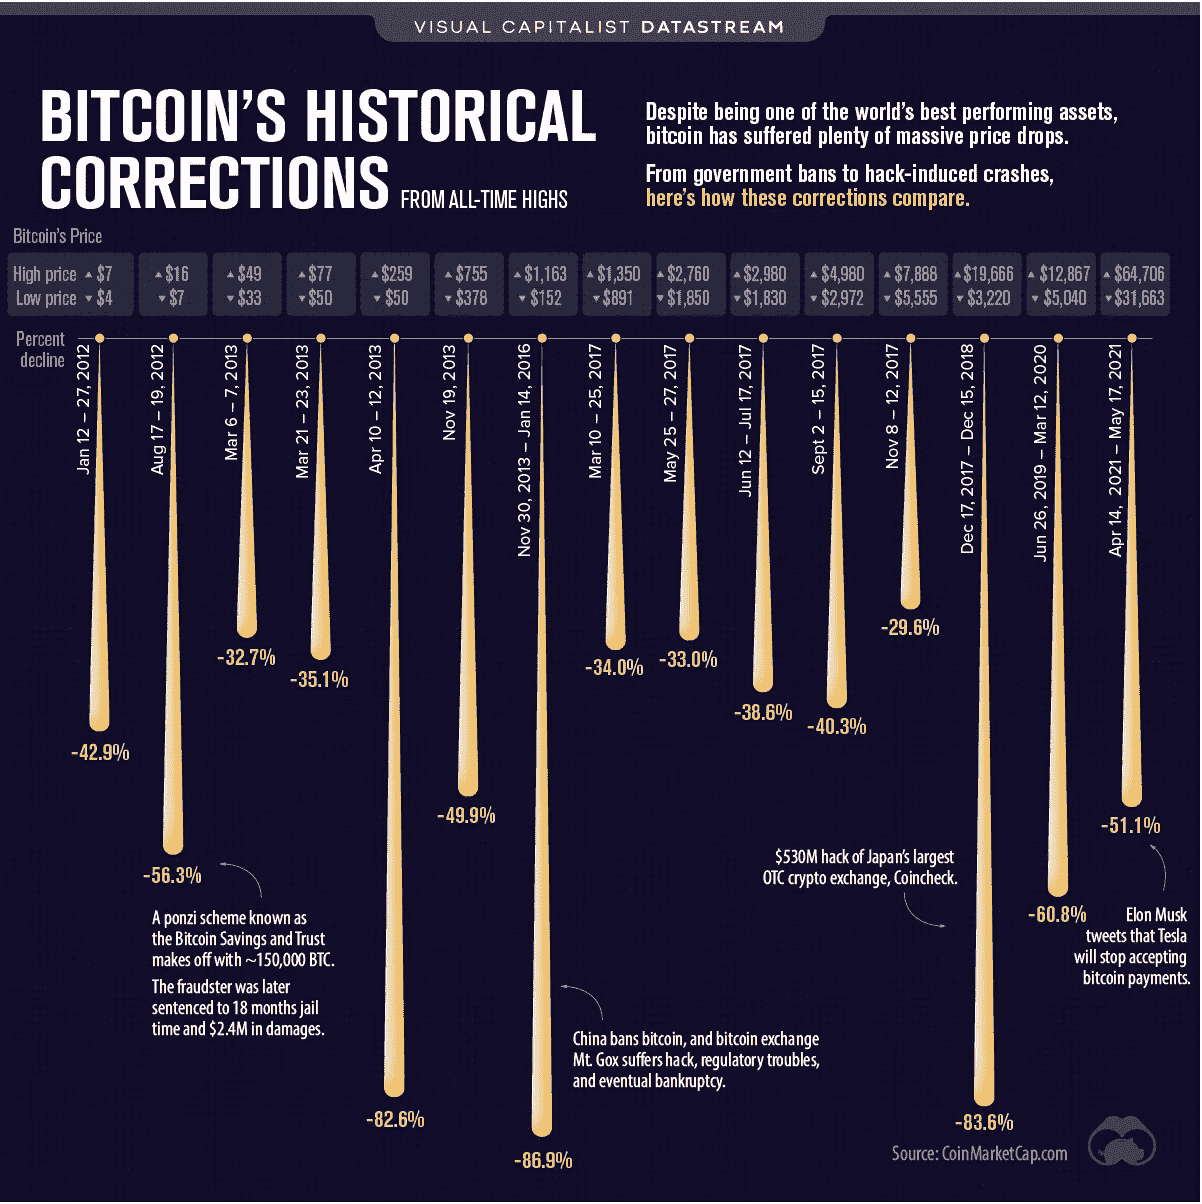 VISUAL CAPITALIST DATASTREAM
BITCOIN'S HISTORICAL
CORRECTIONS FROM ALL-TIME HIGHS
Despite being one of the world's best performing assets,
bitcoin has suffered plenty of massive price drops.
From government bans to hack-induced crashes,
here's how these corrections compare.
Bitcoin's Price
High price ▲ $7 ▲ $16 ▲ $49 ▲ $77 ▲ $259 ▲ $755 ▲ $1,163 ▲ $1,350 ▲ $2,760 ▲ $2,980 ▲ $4,980 ▲ $7,888 ▲ $19,666 ▲ $12,867 ▲ $64,706
Low price ▼ $4 ▼ $7 ▼ $33 ▼ $50 ▼ $50 ▼ $378 ▼ $152 ▼ $891 ▼ $1,850 ▼ $1,830 ▼ $2,972 ▼ $5,555 ▼ $3,220 ▼ $5,040 ▼ $31,663
Percent
decline
Jan 12 – 27, 2012
Aug 17 – 19, 2012
Mar 6 – 7, 2013
Mar 21 – 23, 2013
Apr 10 – 12, 2013
Nov 19, 2013
Nov 30, 2013 – Jan 14, 2016
Mar 10 – 25, 2017
May 25 – 27, 2017
Jun 12 – Jul 17, 2017
Sept 2 – 15, 2017
Nov 8 – 12, 2017
Dec 17, 2017 – Dec 15, 2018
Jun 26, 2019 – Mar 12, 2020
Apr 14, 2021 – May 17, 2021
-42.9%
-56.3%
-32.7%
-35.1%
-82.6%
-49.9%
-86.9%
-34.0%
-33.0%
-38.6%
-40.3%
-29.6%
-83.6%
-60.8%
-51.1%
A ponzi scheme known as
the Bitcoin Savings and Trust
makes off with ~150,000 BTC.
The fraudster was later
sentenced to 18 months jail
time and $2.4M in damages.
China bans bitcoin, and bitcoin exchange
Mt. Gox suffers hack, regulatory troubles,
and eventual bankruptcy.
$530M hack of Japan's largest
OTC crypto exchange, Coincheck.
Elon Musk
tweets that Tesla
will stop accepting
bitcoin payments.
Source: CoinMarketCap.com